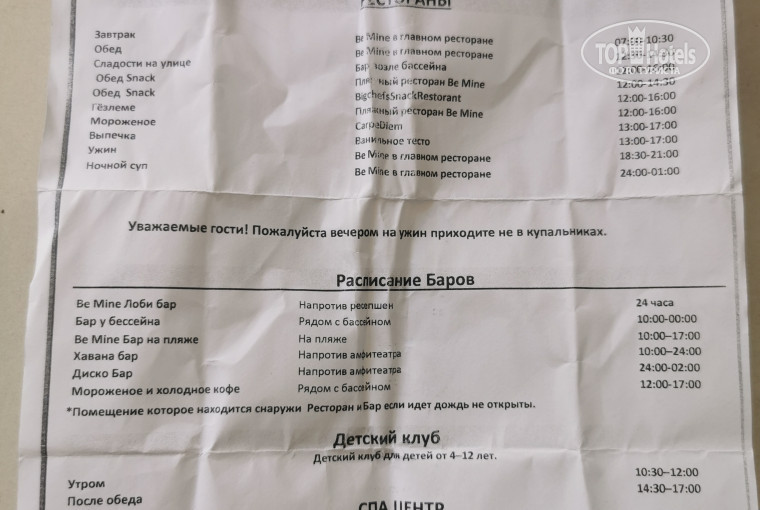 РЕСТОРАНЫ
Завтрак Be Mine в главном ресторане 07:00-10:30
Обед Be Mine в главном ресторане
Сладости на улице Бар возле бассейна
Обед Snack Пляжный ресторан Be Mine 12:00-14:30
Обед Snack BigchefsSnackRestorant 12:00-16:00
Гёзлеме Пляжный ресторан Be Mine 12:00-16:00
Мороженое CarpeDiem 13:00-17:00
Выпечка Ванильное тесто 13:00-17:00
Ужин Be Mine в главном ресторане 18:30-21:00
Ночной суп Be Mine в главном ресторане 24:00-01:00
Уважаемые гости! Пожалуйста вечером на ужин приходите не в купальниках.
Расписание Баров
Be Mine Лоби бар Напротив ресепшен 24 часа
Бар у бессейна Рядом с бассейном 10:00-00:00
Be Mine Бар на пляже На пляже 10:00–17:00
Хавана бар Напротив амфитеатра 10:00–24:00
Диско Бар Напротив амфитеатра 24:00-02:00
Мороженое и холодное кофе Рядом с бассейном 12:00-17:00
*Помещение которое находится снаружи Ресторан и Бар если идет дождь не открыты.
Детский клуб
Детский клуб для детей от 4–12 лет.
Утром 10:30–12:00
После обеда 14:30–17:00
СПА ЦЕНТР
TOPHotels